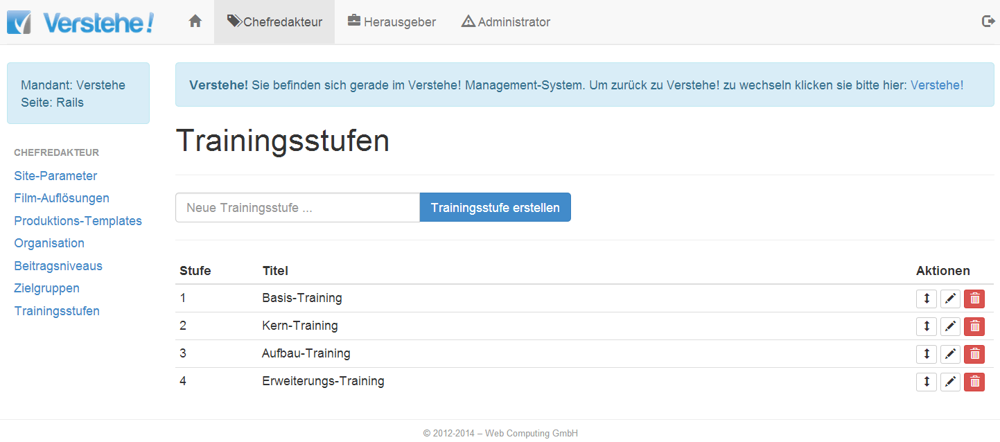 Verstehe! Chefredakteur Herausgeber Administrator
Mandant: Verstehe
Seite: Rails
CHEFREDAKTEUR
Site-Parameter
Film-Auflösungen
Produktions-Templates
Organisation
Beitragsniveaus
Zielgruppen
Trainingsstufen
Verstehe! Sie befinden sich gerade im Verstehe! Management-System. Um zurück zu Verstehe! zu wechseln klicken sie bitte hier: Verstehe!
Trainingsstufen
Neue Trainingsstufe ... Trainingsstufe erstellen
Stufe Titel Aktionen
1 Basis-Training
2 Kern-Training
3 Aufbau-Training
4 Erweiterungs-Training
© 2012-2014 – Web Computing GmbH